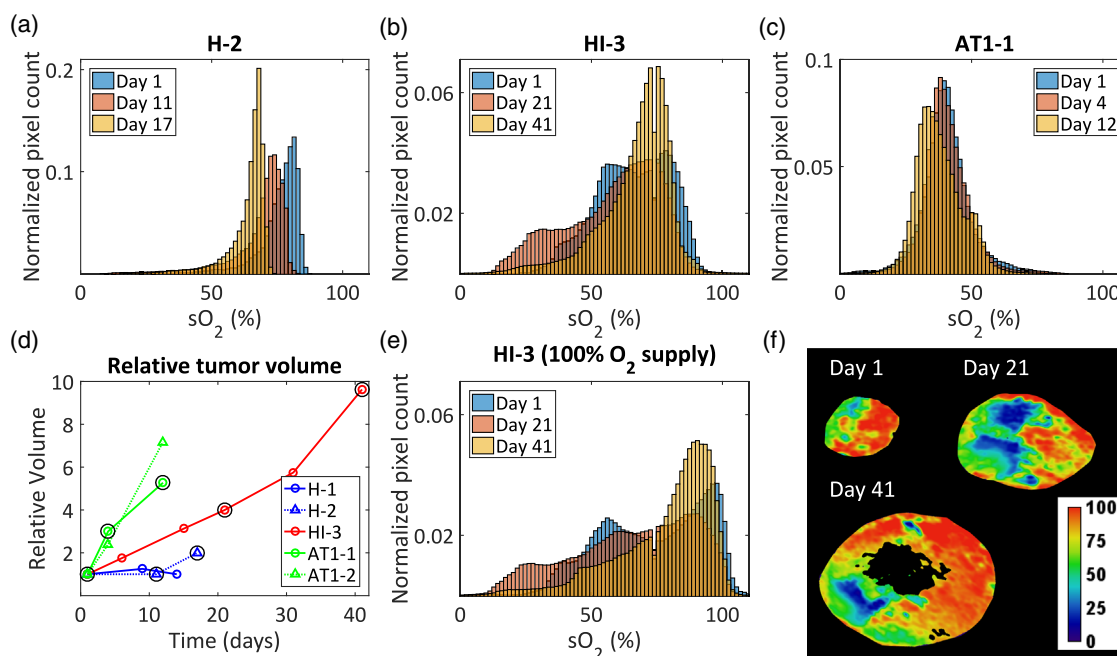 (a)
H-2
Normalized pixel count
0.2
0.1
Day 1
Day 11
Day 17
0
50
100
sO2 (%)
(b)
HI-3
Normalized pixel count
0.06
0.02
Day 1
Day 21
Day 41
0
50
100
sO2 (%)
(c)
AT1-1
Normalized pixel count
0.1
0.05
Day 1
Day 4
Day 12
0
50
100
sO2 (%)
(d)
Relative tumor volume
Relative Volume
10
8
6
4
2
H-1
H-2
HI-3
AT1-1
AT1-2
0
10
20
30
40
Time (days)
(e)
HI-3 (100% O2 supply)
Normalized pixel count
0.06
0.02
Day 1
Day 21
Day 41
0
50
100
sO2 (%)
(f)
Day 1
Day 21
Day 41
100
75
50
25
0